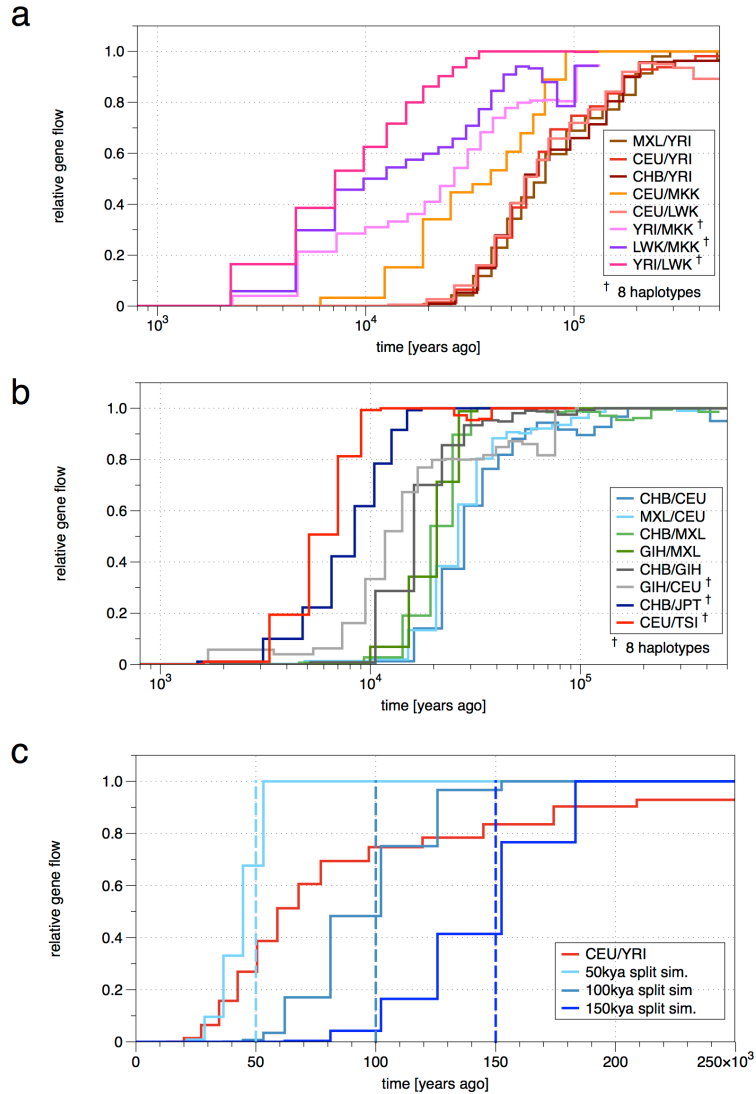 a
1.0
0.8
0.6
0.4
0.2
0
relative gene flow
MXL/YRI
CEU/YRI
CHB/YRI
CEU/MKK
CEU/LWK
YRI/MKK †
LWK/MKK †
YRI/LWK †
† 8 haplotypes
10³ 10⁴ 10⁵
time [years ago]
b
1.0
0.8
0.6
0.4
0.2
0
relative gene flow
CHB/CEU
MXL/CEU
CHB/MXL
GIH/MXL
CHB/GIH
GIH/CEU †
CHB/JPT †
CEU/TSI †
† 8 haplotypes
10³ 10⁴ 10⁵
time [years ago]
c
1.0
0.8
0.6
0.4
0.2
0
relative gene flow
CEU/YRI
50kya split sim.
100kya split sim
150kya split sim.
0 50 100 150 200 250×10³
time [years ago]